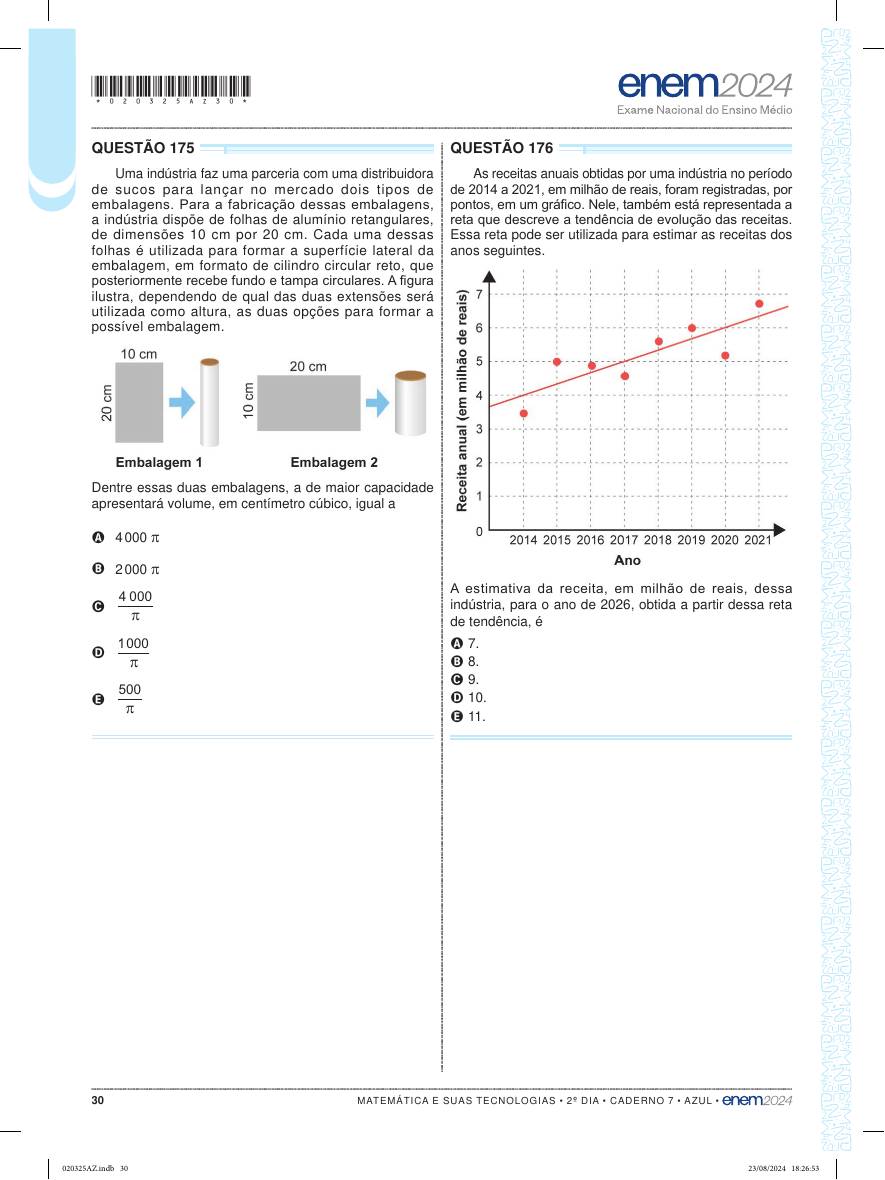 *020325AZ30*
enem2024
Exame Nacional do Ensino Médio
QUESTÃO 175
Uma indústria faz uma parceria com uma distribuidora
de sucos para lançar no mercado dois tipos de
embalagens. Para a fabricação dessas embalagens,
a indústria dispõe de folhas de alumínio retangulares,
de dimensões 10 cm por 20 cm. Cada uma dessas
folhas é utilizada para formar a superfície lateral da
embalagem, em formato de cilindro circular reto, que
posteriormente recebe fundo e tampa circulares. A figura
ilustra, dependendo de qual das duas extensões será
utilizada como altura, as duas opções para formar a
possível embalagem.
10 cm
20 cm
20 cm
10 cm
Embalagem 1
Embalagem 2
Dentre essas duas embalagens, a de maior capacidade
apresentará volume, em centímetro cúbico, igual a
A 4 000 π
B 2 000 π
C 4 000
π
D 1 000
π
E 500
π
QUESTÃO 176
As receitas anuais obtidas por uma indústria no período
de 2014 a 2021, em milhão de reais, foram registradas, por
pontos, em um gráfico. Nele, também está representada a
reta que descreve a tendência de evolução das receitas.
Essa reta pode ser utilizada para estimar as receitas dos
anos seguintes.
Receita anual (em milhão de reais)
7
6
5
4
3
2
1
0
2014 2015 2016 2017 2018 2019 2020 2021
Ano
A estimativa da receita, em milhão de reais, dessa
indústria, para o ano de 2026, obtida a partir dessa reta
de tendência, é
A 7.
B 8.
C 9.
D 10.
E 11.
30
MATEMÁTICA E SUAS TECNOLOGIAS • 2º DIA • CADERNO 7 • AZUL • enem2024
020325AZ.indb 30
23/08/2024 18:26:53